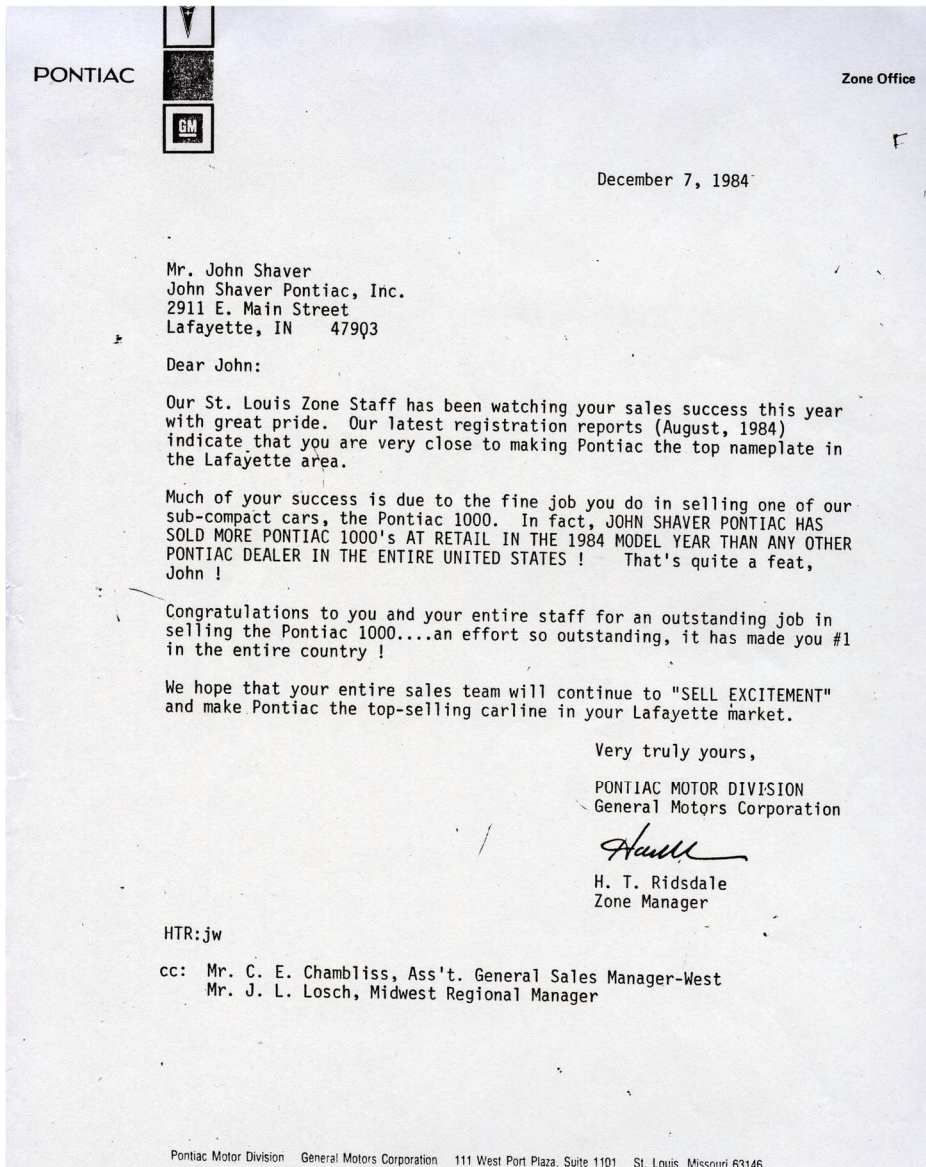 PONTIAC
Zone Office
GM
December 7, 1984
Mr. John Shaver
John Shaver Pontiac, Inc.
2911 E. Main Street
Lafayette, IN 47903
Dear John:
Our St. Louis Zone Staff has been watching your sales success this year
with great pride. Our latest registration reports (August, 1984)
indicate that you are very close to making Pontiac the top nameplate in
the Lafayette area.
Much of your success is due to the fine job you do in selling one of our
sub-compact cars, the Pontiac 1000. In fact, JOHN SHAVER PONTIAC HAS
SOLD MORE PONTIAC 1000's AT RETAIL IN THE 1984 MODEL YEAR THAN ANY OTHER
PONTIAC DEALER IN THE ENTIRE UNITED STATES ! That's quite a feat,
John !
Congratulations to you and your entire staff for an outstanding job in
selling the Pontiac 1000....an effort so outstanding, it has made you #1
in the entire country !
We hope that your entire sales team will continue to "SELL EXCITEMENT"
and make Pontiac the top-selling carline in your Lafayette market.
Very truly yours,
PONTIAC MOTOR DIVISION
General Motors Corporation
H. T. Ridsdale
Zone Manager
HTR:jw
cc: Mr. C. E. Chambliss, Ass't. General Sales Manager-West
Mr. J. L. Losch, Midwest Regional Manager
Pontiac Motor Division General Motors Corporation 111 West Port Plaza, Suite 1101 St. Louis, Missouri 63146